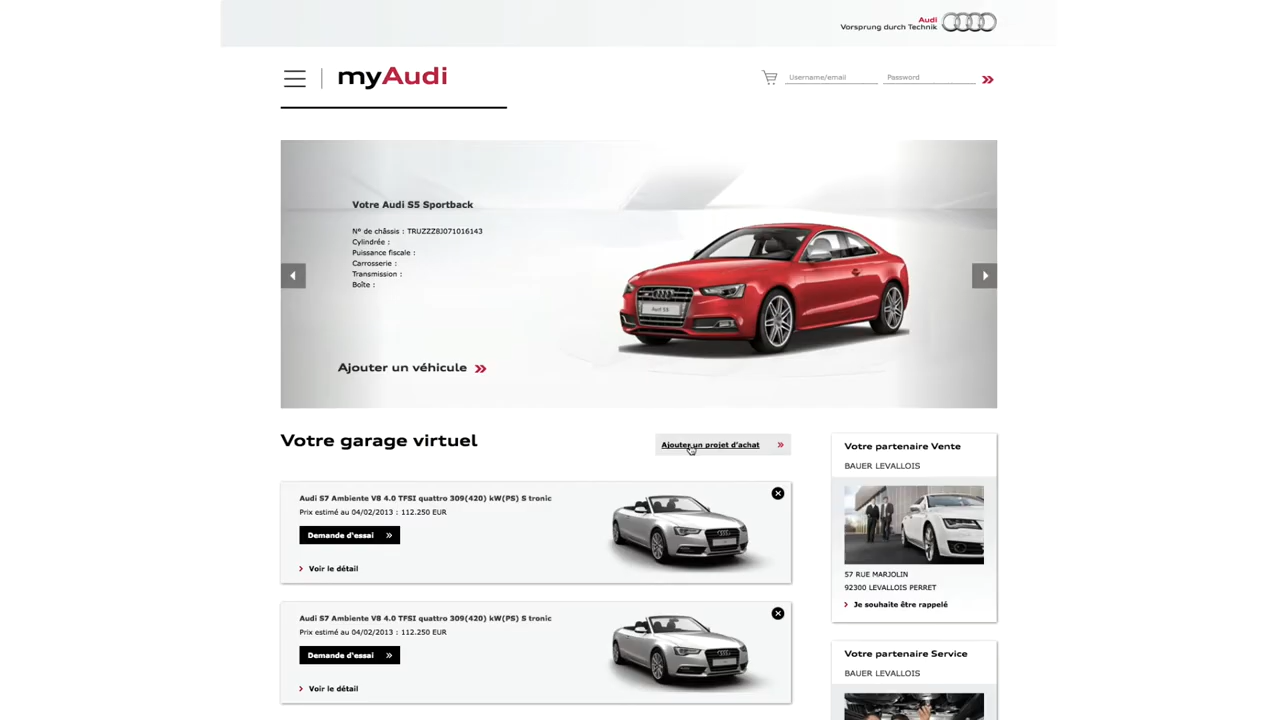 Audi
Vorsprung durch Technik
myAudi
Username/email
Password
Votre Audi S5 Sportback
N° de châssis : TRUZZZ8J071016143
Cylindrée :
Puissance fiscale :
Carrosserie :
Transmission :
Boîte :
Ajouter un véhicule
Votre garage virtuel
Ajouter un projet d'achat
Audi S7 Ambiente V8 4.0 TFSI quattro 309(420) kW(PS) S tronic
Prix estimé au 04/02/2013 : 112.250 EUR
Demande d'essai
Voir le détail
Audi S7 Ambiente V8 4.0 TFSI quattro 309(420) kW(PS) S tronic
Prix estimé au 04/02/2013 : 112.250 EUR
Demande d'essai
Voir le détail
Votre partenaire Vente
BAUER LEVALLOIS
57 RUE MARJOLIN
92300 LEVALLOIS PERRET
Je souhaite être rappelé
Votre partenaire Service
BAUER LEVALLOIS